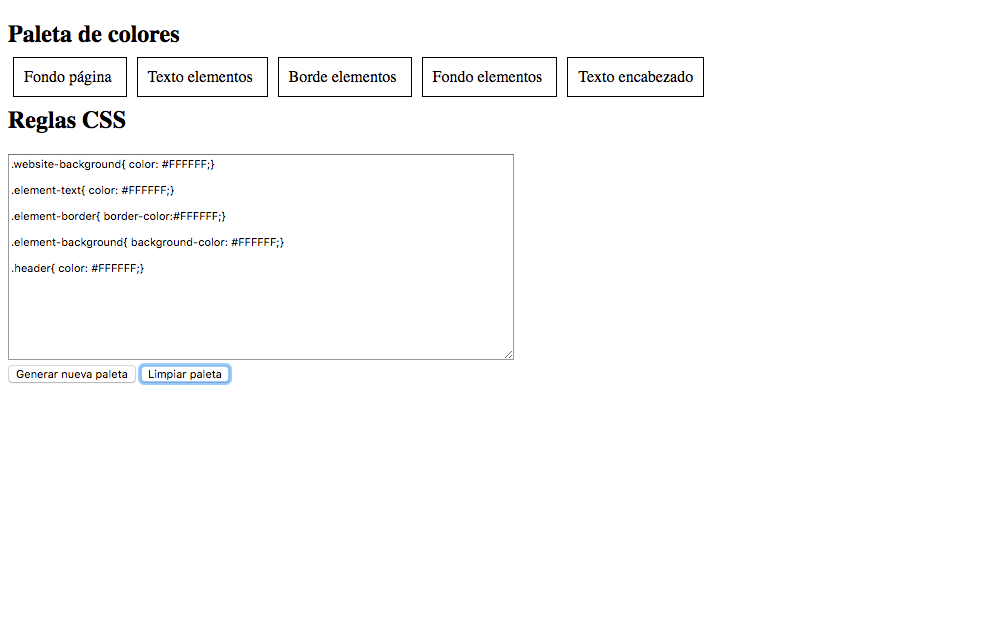 Paleta de colores
Fondo página Texto elementos Borde elementos Fondo elementos Texto encabezado
Reglas CSS
.website-background{ color: #FFFFFF;}
.element-text{ color: #FFFFFF;}
.element-border{ border-color:#FFFFFF;}
.element-background{ background-color: #FFFFFF;}
.header{ color: #FFFFFF;}
Generar nueva paleta Limpiar paleta